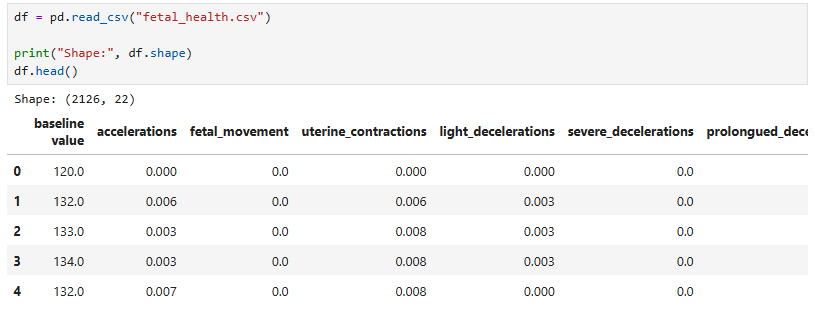 df = pd.read_csv("fetal_health.csv")
print("Shape:", df.shape)
df.head()
Shape: (2126, 22)
baseline value accelerations fetal_movement uterine_contractions light_decelerations severe_decelerations prolongued_dece
0 120.0 0.000 0.0 0.000 0.000 0.0
1 132.0 0.006 0.0 0.006 0.003 0.0
2 133.0 0.003 0.0 0.008 0.003 0.0
3 134.0 0.003 0.0 0.008 0.003 0.0
4 132.0 0.007 0.0 0.008 0.000 0.0